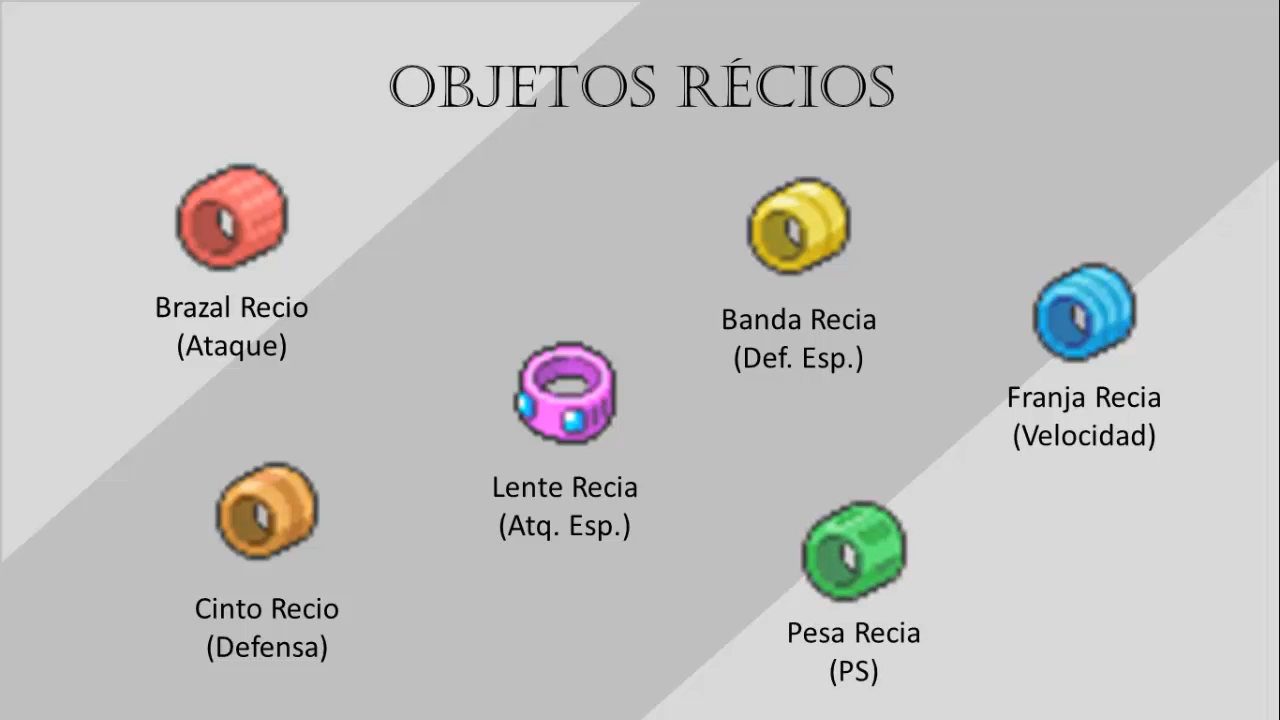 OBJETOS RÉCIOS
Brazal Recio
(Ataque)
Banda Recia
(Def. Esp.)
Franja Recia
(Velocidad)
Lente Recia
(Atq. Esp.)
Cinto Recio
(Defensa)
Pesa Recia
(PS)